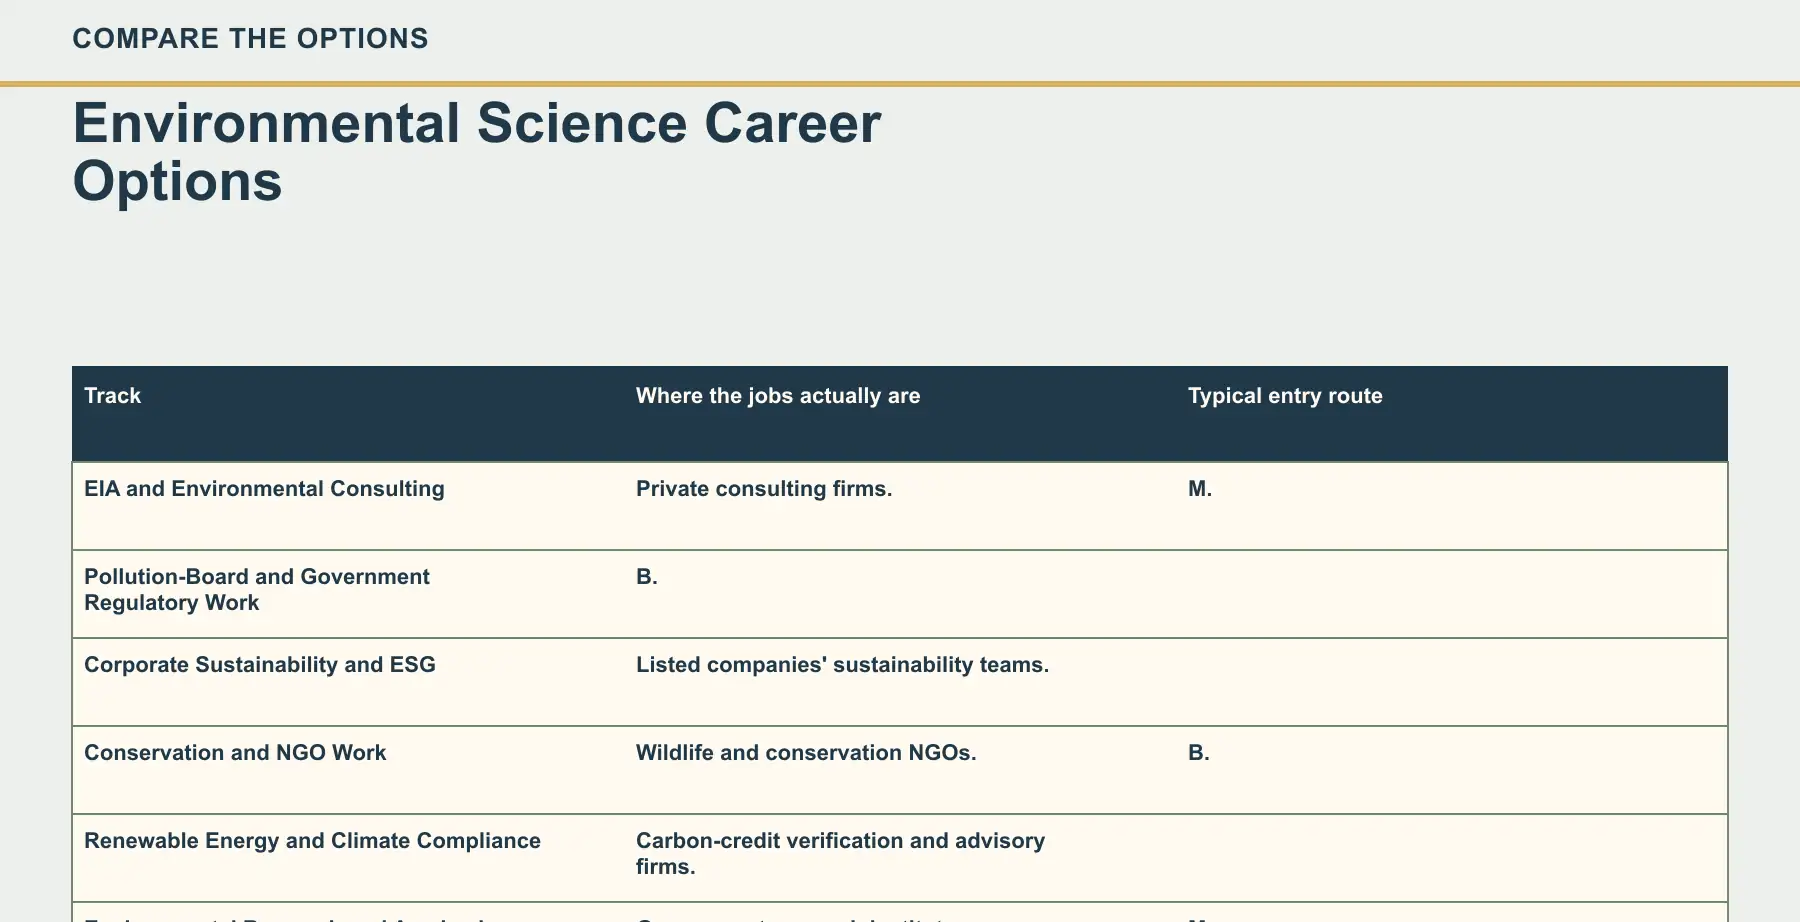 COMPARE THE OPTIONS
Environmental Science Career
Options
Track
Where the jobs actually are
Typical entry route
EIA and Environmental Consulting
Private consulting firms.
M.
Pollution-Board and Government
Regulatory Work
B.
Corporate Sustainability and ESG
Listed companies' sustainability teams.
Conservation and NGO Work
Wildlife and conservation NGOs.
B.
Renewable Energy and Climate Compliance
Carbon-credit verification and advisory
firms.